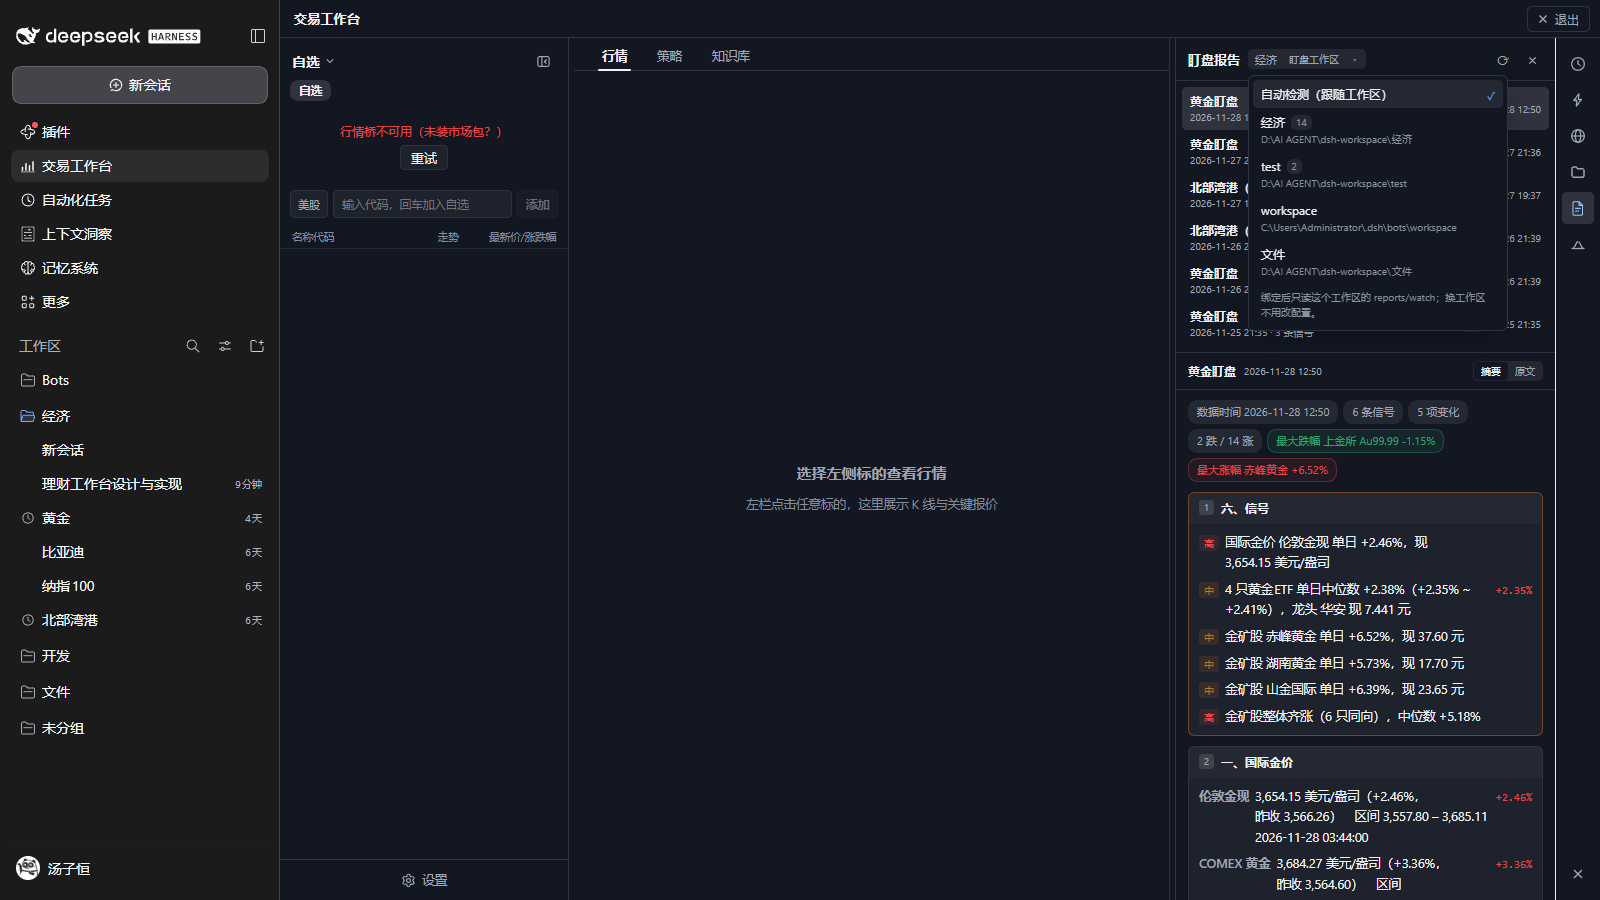 deepseek HARNESS
新会话
插件
交易工作台
自动化任务
上下文洞察
记忆系统
更多
工作区
Bots
经济
新会话
理财工作台设计与实现 9分钟
黄金 4天
比亚迪 6天
纳指100 6天
北部湾港 6天
开发
文件
未分组
汤子恒
交易工作台
退出
自选
自选
行情桥不可用（未装市场包？）
重试
美股 输入代码，回车加入自选 添加
名称代码 走势 最新价/涨跌幅
设置
行情 策略 知识库
选择左侧标的查看行情
左栏点击任意标的，这里展示 K 线与关键报价
盯盘报告 经济 盯盘工作区
自动检测（跟随工作区）
经济 14
D:\AI AGENT\dsh-workspace\经济
test 2
D:\AI AGENT\dsh-workspace\test
workspace
C:\Users\Administrator\.dsh\bots\workspace
文件
D:\AI AGENT\dsh-workspace\文件
绑定后只读这个工作区的 reports/watch；换工作区
不用改配置。
黄金盯盘
2026-11-28 1
8 12:50
黄金盯盘
2026-11-27 2
7 21:36
北部湾港（
2026-11-27 1
7 19:37
北部湾港（
2026-11-26 2
6 21:39
黄金盯盘
2026-11-26 2
6 21:39
黄金盯盘
2026-11-25 21:35 · 3 条信号
5 21:35
黄金盯盘 2026-11-28 12:50
摘要 原文
数据时间 2026-11-28 12:50 6 条信号 5 项变化
2 跌 / 14 涨 最大跌幅 上金所 Au99.99 -1.15%
最大涨幅 赤峰黄金 +6.52%
1 六、信号
高 国际金价 伦敦金现 单日 +2.46%，现
3,654.15 美元/盎司
中 4 只黄金ETF 单日中位数 +2.38%（+2.35% ~ +2.35%
+2.41%），龙头 华安 现 7.441 元
中 金矿股 赤峰黄金 单日 +6.52%，现 37.60 元
中 金矿股 湖南黄金 单日 +5.73%，现 17.70 元
中 金矿股 山金国际 单日 +6.39%，现 23.65 元
高 金矿股整体齐涨（6 只同向），中位数 +5.18%
2 一、国际金价
伦敦金现 3,654.15 美元/盎司（+2.46%， +2.46%
昨收 3,566.26） 区间 3,557.80 – 3,685.11
2026-11-28 03:44:00
COMEX 黄金 3,684.27 美元/盎司（+3.36%， +3.36%
昨收 3,564.60） 区间